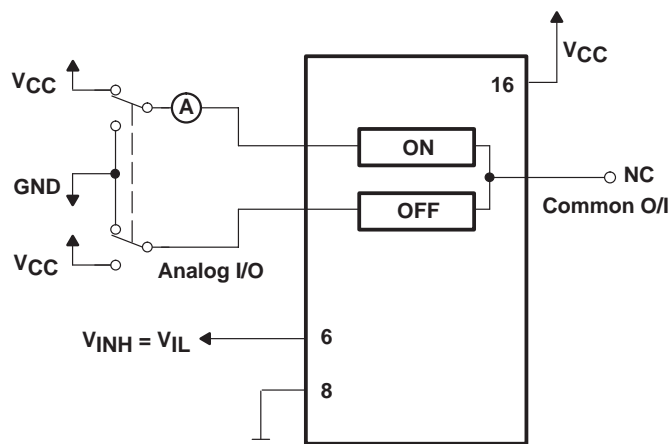 VCC
16
VCC
A
ON
GND
NC
OFF
Common O/I
VCC
Analog I/O
VINH = VIL
6
8